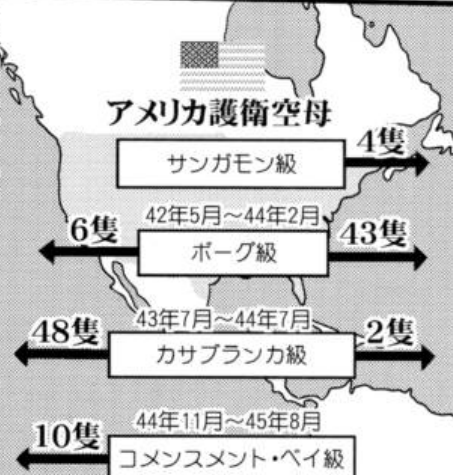 アメリカ護衛空母
サンガモン級 4隻
42年5月～44年2月
6隻 ボーグ級 43隻
43年7月～44年7月
48隻 カサブランカ級 2隻
44年11月～45年8月
10隻 コメンスメント・ベイ級